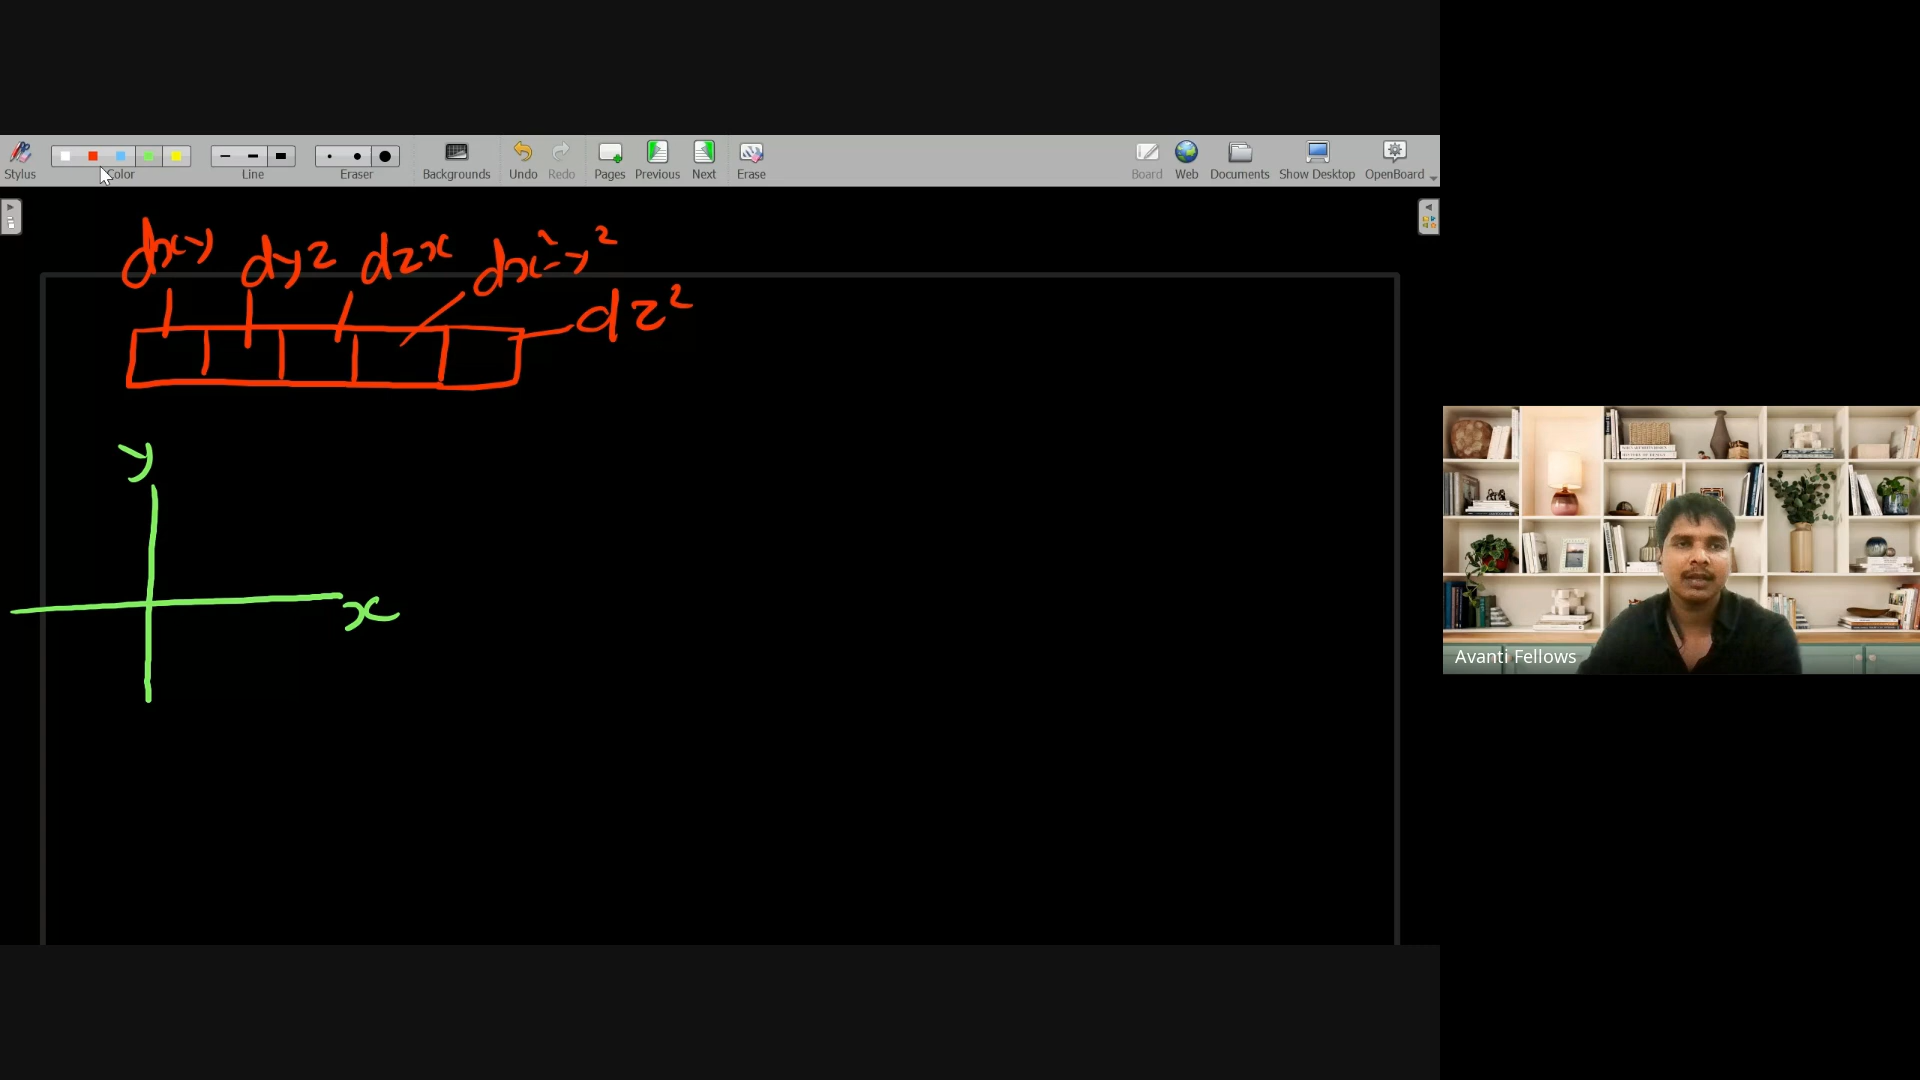 Stylus Color Line Eraser Backgrounds Undo Redo Pages Previous Next Erase Board Web Documents Show Desktop OpenBoard
dxy dyz dzx dx²-y²
dz²
y
x
Avanti Fellows